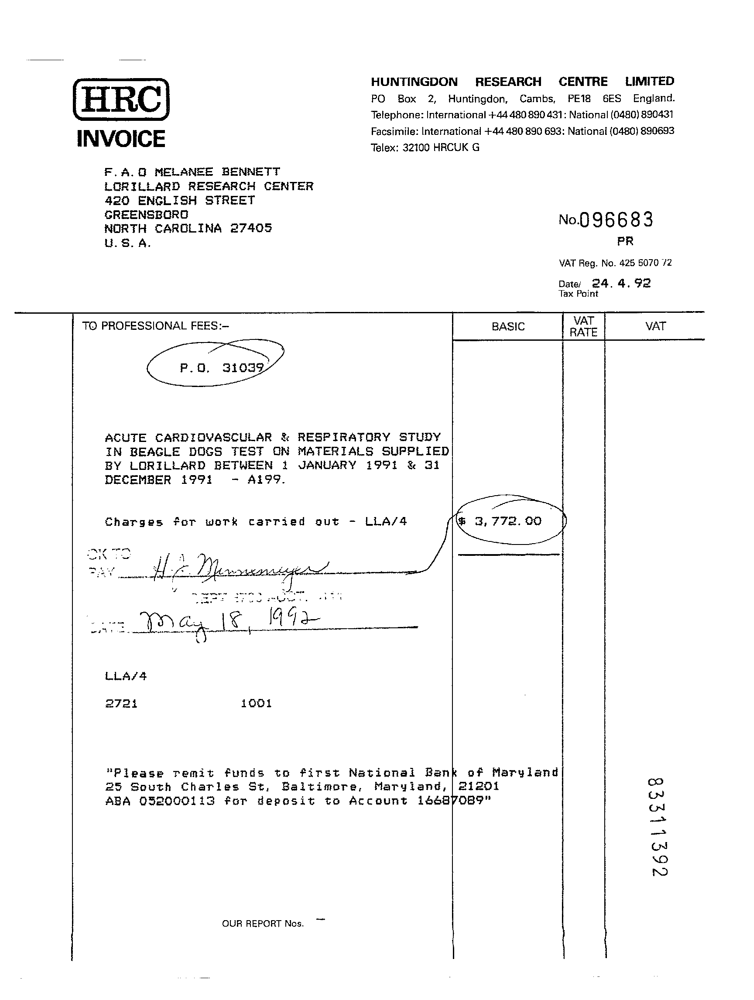 HRC
INVOICE
HUNTINGDON RESEARCH CENTRE LIMITED
PO Box 2, Huntingdon, Cambs, PE18 6ES England.
Telephone: International +44 480 890 431: National (0480) 890431
Facsimile: International +44 480 890 693: National (0480) 890693
Telex: 32100 HRCUK G
F.A.O MELANEE BENNETT
LORILLARD RESEARCH CENTER
420 ENGLISH STREET
GREENSBORO
NORTH CAROLINA 27405
U.S.A.
No.096683
PR
VAT Reg. No. 425 6070 72
Date/ 24.4.92
Tax Point
TO PROFESSIONAL FEES:– BASIC VAT RATE VAT
P.O. 31039
ACUTE CARDIOVASCULAR & RESPIRATORY STUDY
IN BEAGLE DOGS TEST ON MATERIALS SUPPLIED
BY LORILLARD BETWEEN 1 JANUARY 1991 & 31
DECEMBER 1991 - A199.
Charges for work carried out - LLA/4 $ 3,772.00
OK TO
PAY
DEPT ACCT.
DATE May 18, 1992
LLA/4
2721 1001
"Please remit funds to first National Bank of Maryland
25 South Charles St, Baltimore, Maryland, 21201
ABA 052000113 for deposit to Account 16687089"
83311392
OUR REPORT Nos. —